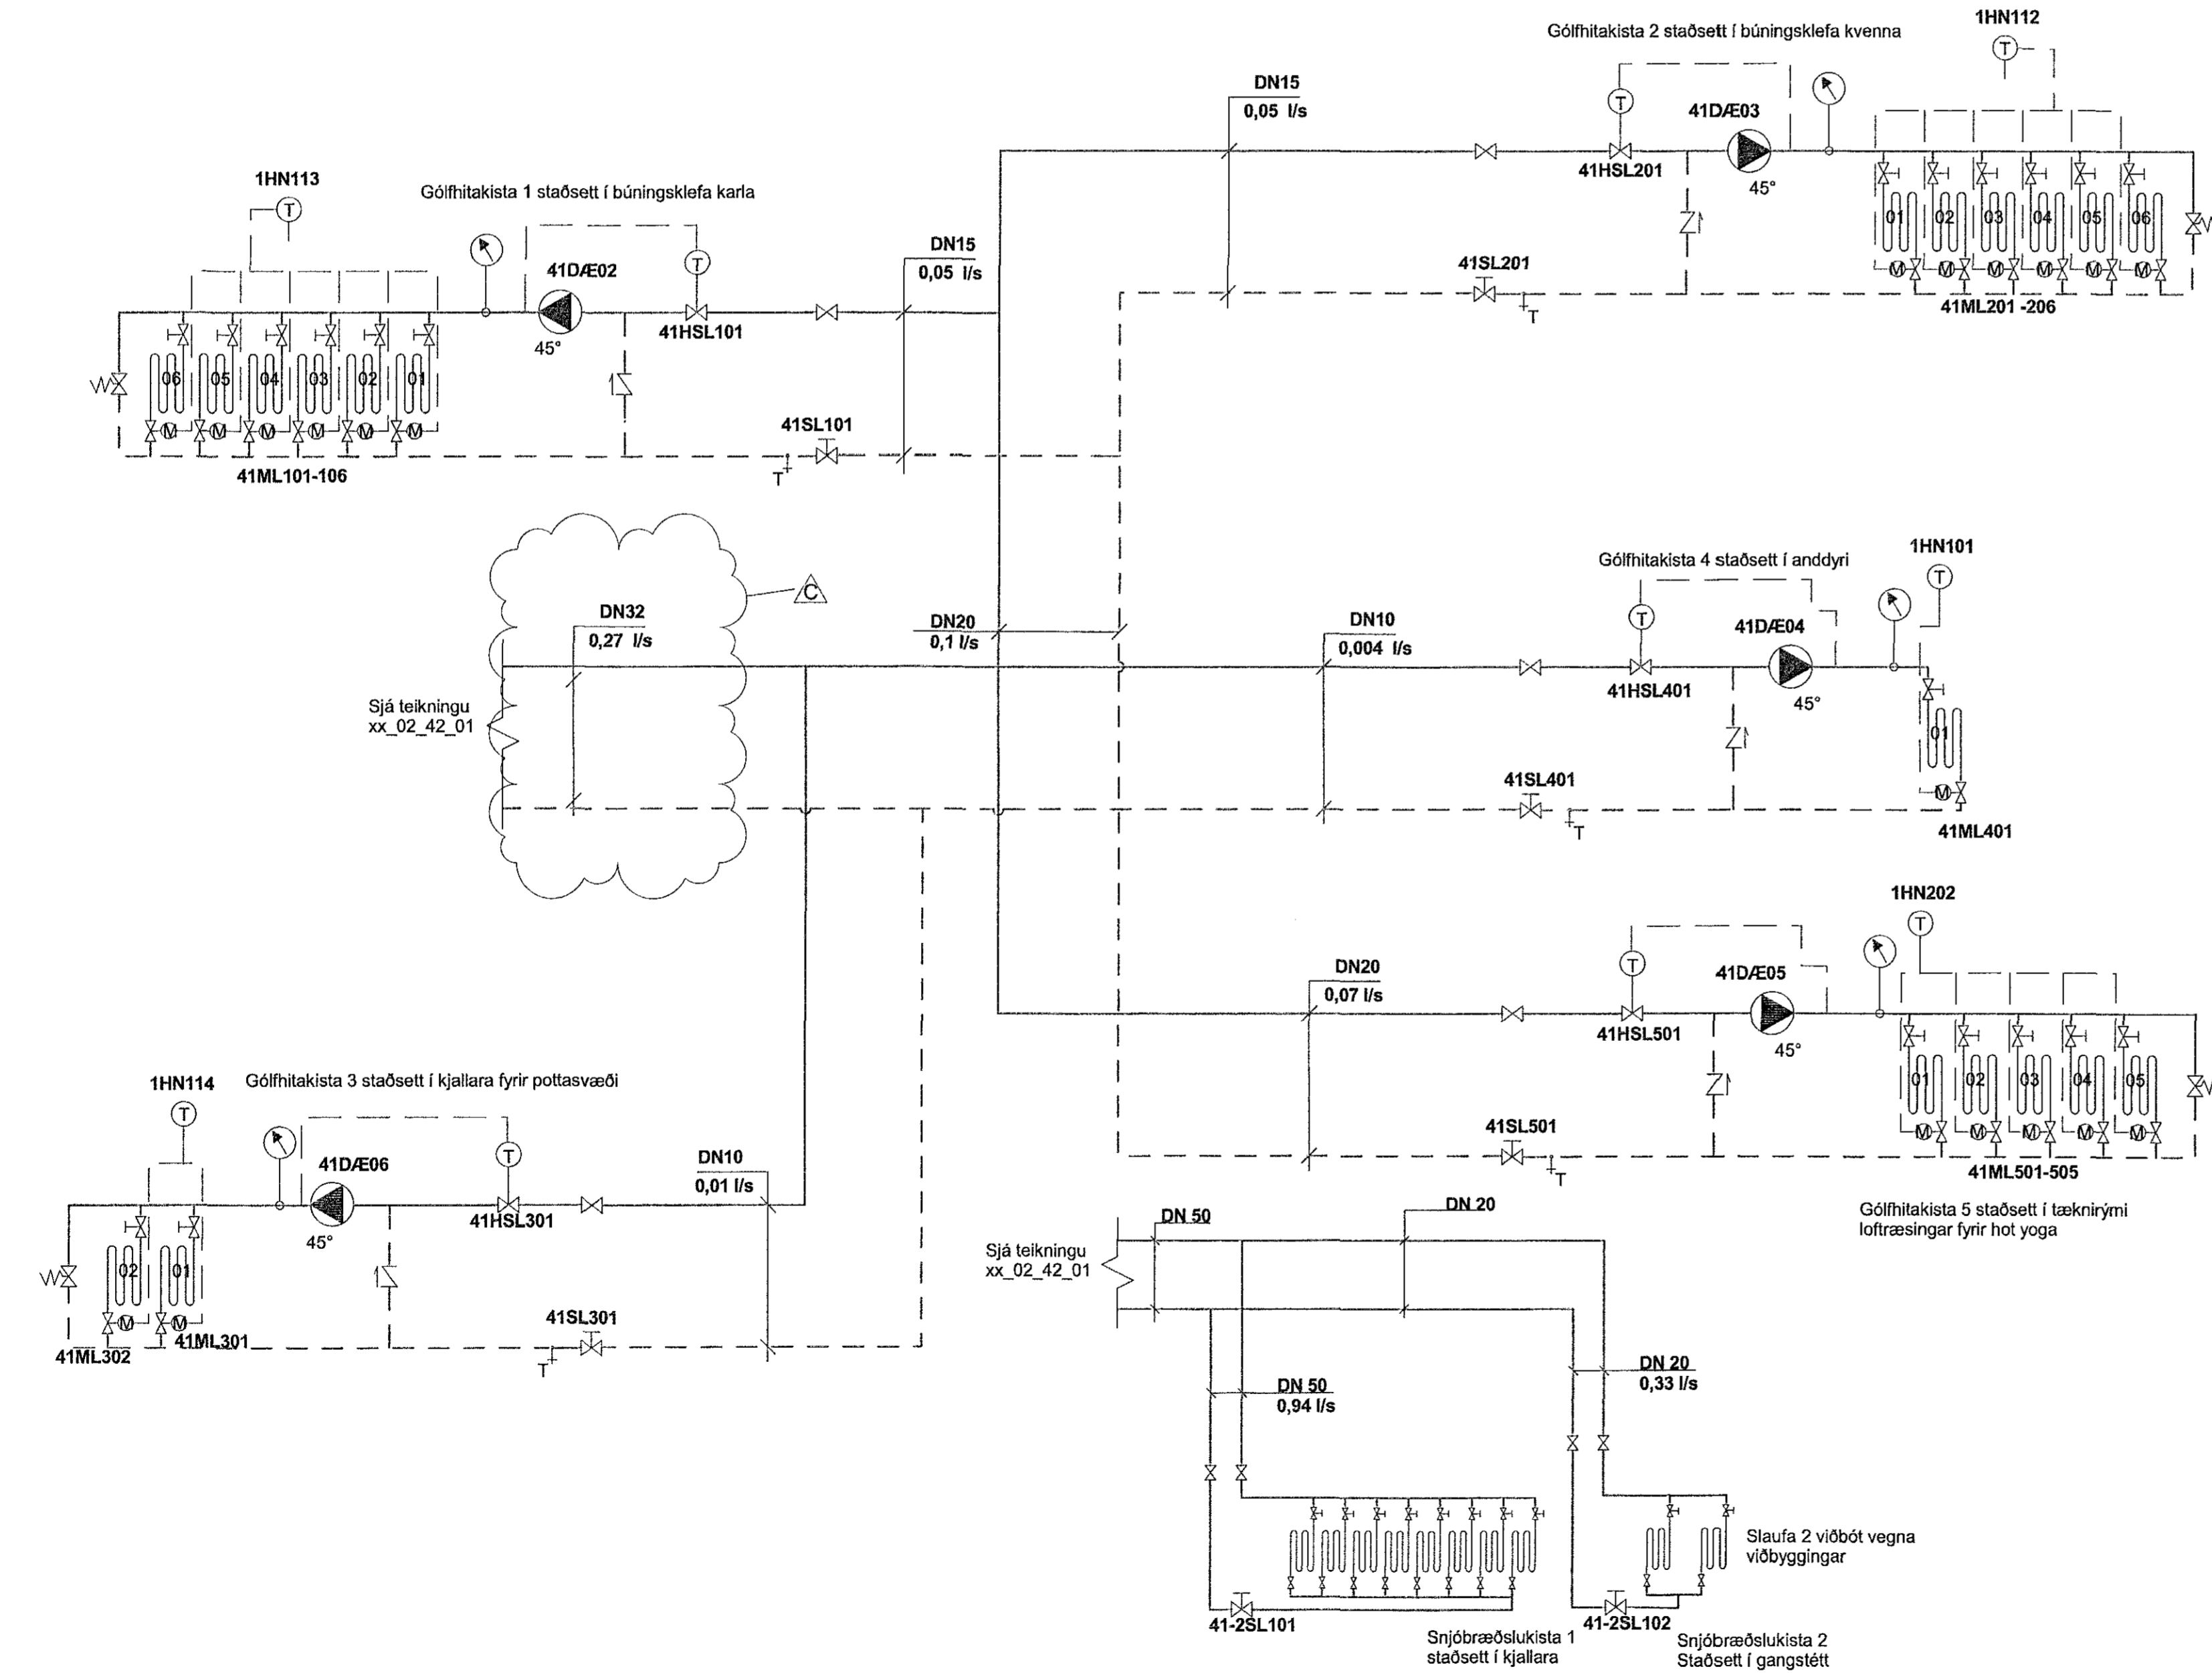 1HN112
Gólfhitakista 2 staðsett í búningsklefa kvenna
T
DN15
0,05 l/s
T
41DÆ03
41HSL201
45°
01 02 03 04 05 06
41SL201
M M M M M M
T
41ML201 -206
1HN113
Gólfhitakista 1 staðsett í búningsklefa karla
T
DN15
0,05 l/s
41DÆ02
T
41HSL101
45°
06 05 04 03 02 01
41SL101
M M M M M M
T
41ML101-106
C
DN32
0,27 l/s
DN20
0,1 l/s
Sjá teikningu
xx_02_42_01
1HN101
Gólfhitakista 4 staðsett í anddyri
T
DN10
0,004 l/s
T
41DÆ04
41HSL401
45°
01
41SL401
M
T
41ML401
1HN202
T
DN20
0,07 l/s
T
41DÆ05
41HSL501
45°
01 02 03 04 05
41SL501
M M M M M
T
41ML501-505
Gólfhitakista 5 staðsett í tæknirými
loftræsingar fyrir hot yoga
1HN114
Gólfhitakista 3 staðsett í kjallara fyrir pottasvæði
T
41DÆ06
T
DN10
0,01 l/s
41HSL301
45°
02 01
41SL301
M M
41ML301
41ML302
T
DN 50
DN 20
Sjá teikningu
xx_02_42_01
DN 50
0,94 l/s
DN 20
0,33 l/s
Slaufa 2 viðbót vegna
viðbyggingar
41-2SL101
41-2SL102
Snjóbræðslukista 1
staðsett í kjallara
Snjóbræðslukista 2
Staðsett í gangstétt